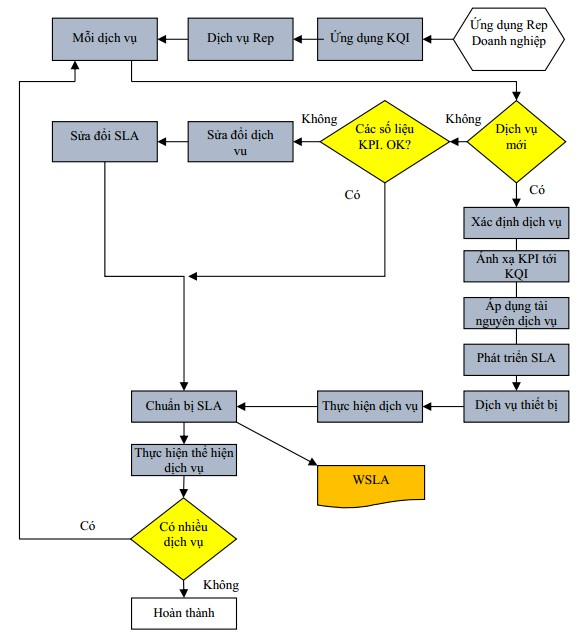 Mỗi dịch vụ
Dịch vụ Rep
Ứng dụng KQI
Ứng dụng Rep
Doanh nghiệp
Sửa đổi SLA
Sửa đổi dịch
vu
Không
Các số liệu
KPI. OK?
Không
Dịch vụ
mới
Có
Có
Xác định dịch vụ
Ánh xạ KPI tới
KQI
Áp dụng tài
nguyên dịch vụ
Phát triển SLA
Chuẩn bị SLA
Thực hiện dịch vụ
Dịch vụ thiết bị
Thực hiện thể hiện
dịch vụ
WSLA
Có
Có nhiều
dịch vụ
Không
Hoàn thành